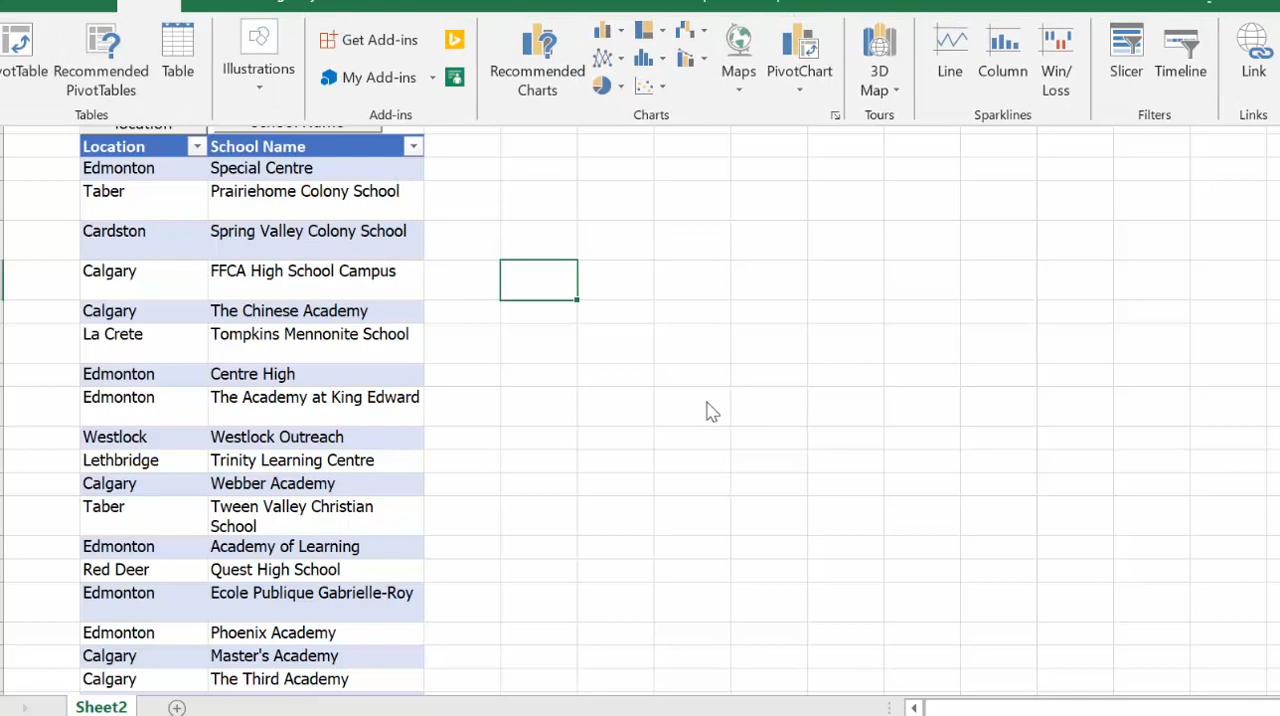 Get Add-ins
My Add-ins
Illustrations
votTable
Recommended
PivotTables
Table
Recommended
Charts
Maps
PivotChart
3D
Map
Line
Column
Win/
Loss
Slicer
Timeline
Link
Tables
Add-ins
Charts
Tours
Sparklines
Filters
Links
Location School Name
Edmonton Special Centre
Taber Prairiehome Colony School
Cardston Spring Valley Colony School
Calgary FFCA High School Campus
Calgary The Chinese Academy
La Crete Tompkins Mennonite School
Edmonton Centre High
Edmonton The Academy at King Edward
Westlock Westlock Outreach
Lethbridge Trinity Learning Centre
Calgary Webber Academy
Taber Tween Valley Christian
School
Edmonton Academy of Learning
Red Deer Quest High School
Edmonton Ecole Publique Gabrielle-Roy
Edmonton Phoenix Academy
Calgary Master's Academy
Calgary The Third Academy
Sheet2